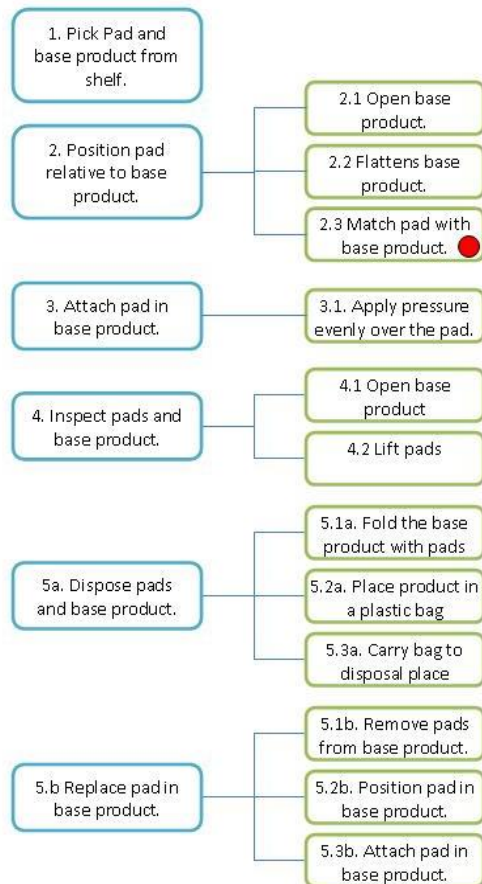 1. Pick Pad and
base product from
shelf.
2. Position pad
relative to base
product.
2.1 Open base
product.
2.2 Flattens base
product.
2.3 Match pad with
base product.
3. Attach pad in
base product.
3.1. Apply pressure
evenly over the pad.
4. Inspect pads and
base product.
4.1 Open base
product
4.2 Lift pads
5a. Dispose pads
and base product.
5.1a. Fold the base
product with pads
5.2a. Place product in
a plastic bag
5.3a. Carry bag to
disposal place
5.b Replace pad in
base product.
5.1b. Remove pads
from base product.
5.2b. Position pad in
base product.
5.3b. Attach pad in
base product.